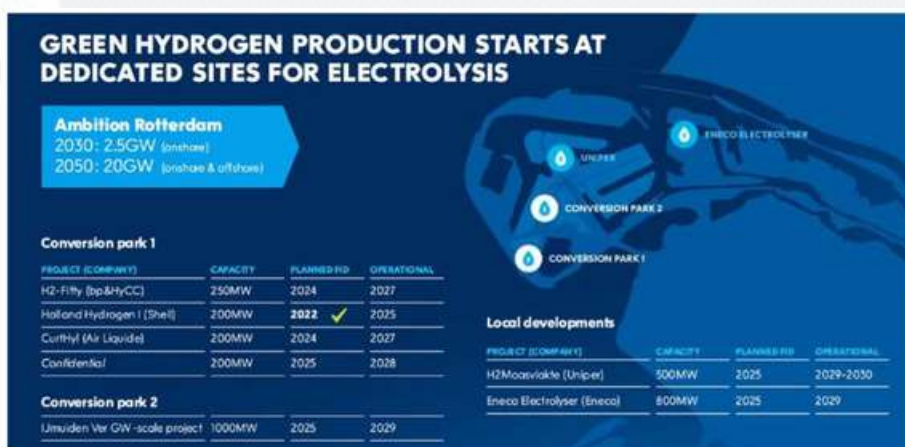 GREEN HYDROGEN PRODUCTION STARTS AT
DEDICATED SITES FOR ELECTROLYSIS
Ambition Rotterdam
2030: 2.5GW (onshore)
2050: 20GW (onshore & offshore)
ENECO ELECTROLYSER
UNIPER
CONVERSION PARK 2
CONVERSION PARK 1
Conversion park 1
PROJECT (COMPANY) CAPACITY PLANNED FID OPERATIONAL
H2-Fifty (bp&HyCC) 250MW 2024 2027
Holland Hydrogen I (Shell) 200MW 2022 ✓ 2025
CurtHyl (Air Liquide) 200MW 2024 2027
Confidential 200MW 2025 2028
Conversion park 2
IJmuiden Ver GW-scale project 1000MW 2025 2029
Local developments
PROJECT (COMPANY) CAPACITY PLANNED FID OPERATIONAL
H2Maasvlakte (Uniper) 500MW 2025 2029-2030
Eneco Electrolyser (Eneco) 800MW 2025 2029